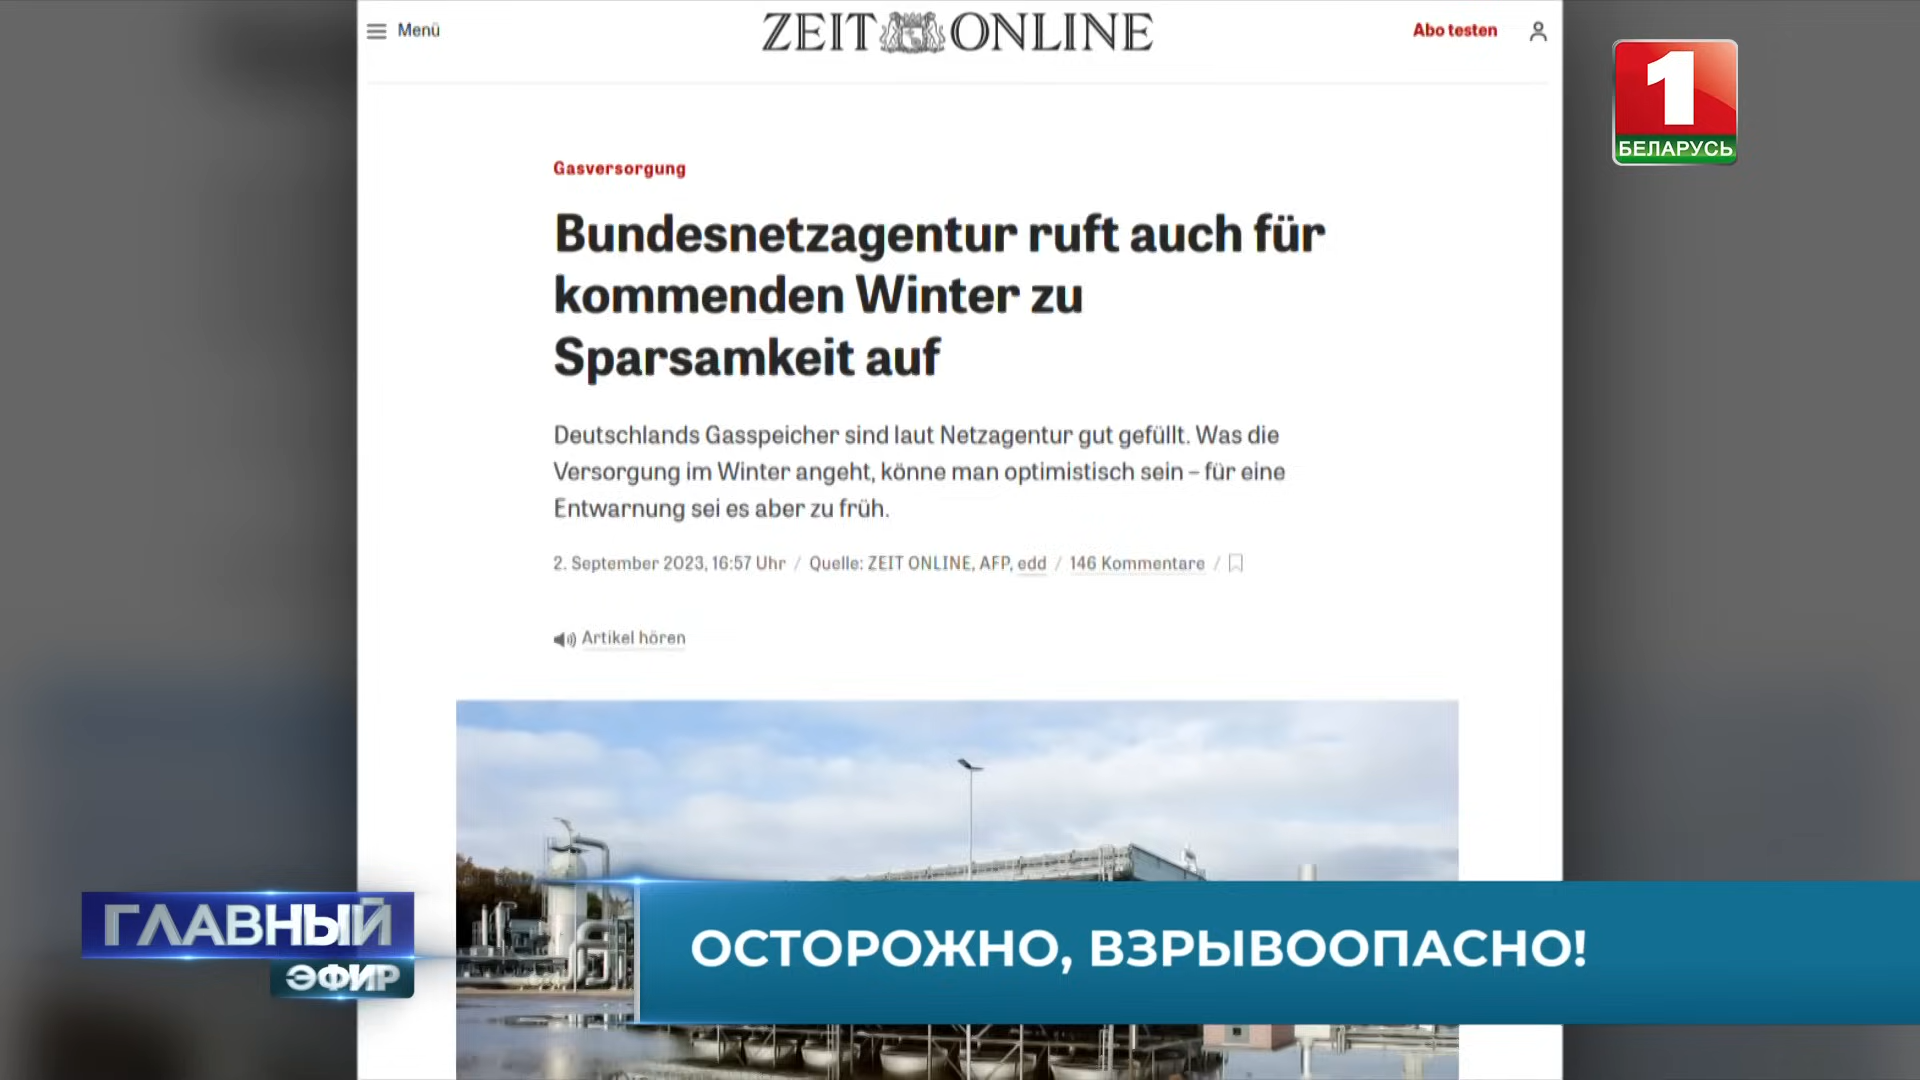 Menü
ZEIT ONLINE
Abo testen
1
БЕЛАРУСЬ
Gasversorgung
Bundesnetzagentur ruft auch für
kommenden Winter zu
Sparsamkeit auf
Deutschlands Gasspeicher sind laut Netzagentur gut gefüllt. Was die
Versorgung im Winter angeht, könne man optimistisch sein – für eine
Entwarnung sei es aber zu früh.
2. September 2023, 16:57 Uhr / Quelle: ZEIT ONLINE, AFP, edd / 146 Kommentare /
Artikel hören
ГЛАВНЫЙ
ЭФИР
ОСТОРОЖНО, ВЗРЫВООПАСНО!